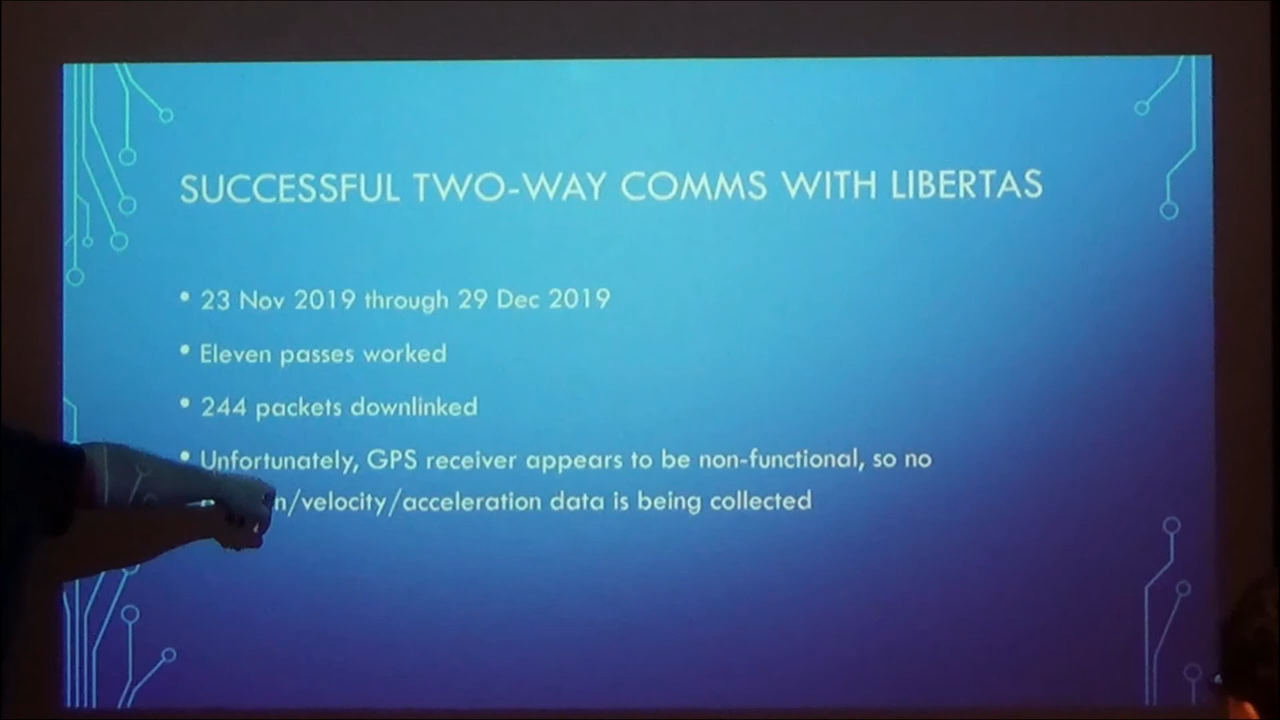 SUCCESSFUL TWO-WAY COMMS WITH LIBERTAS
• 23 Nov 2019 through 29 Dec 2019
• Eleven passes worked
• 244 packets downlinked
• Unfortunately, GPS receiver appears to be non-functional, so no
n/velocity/acceleration data is being collected